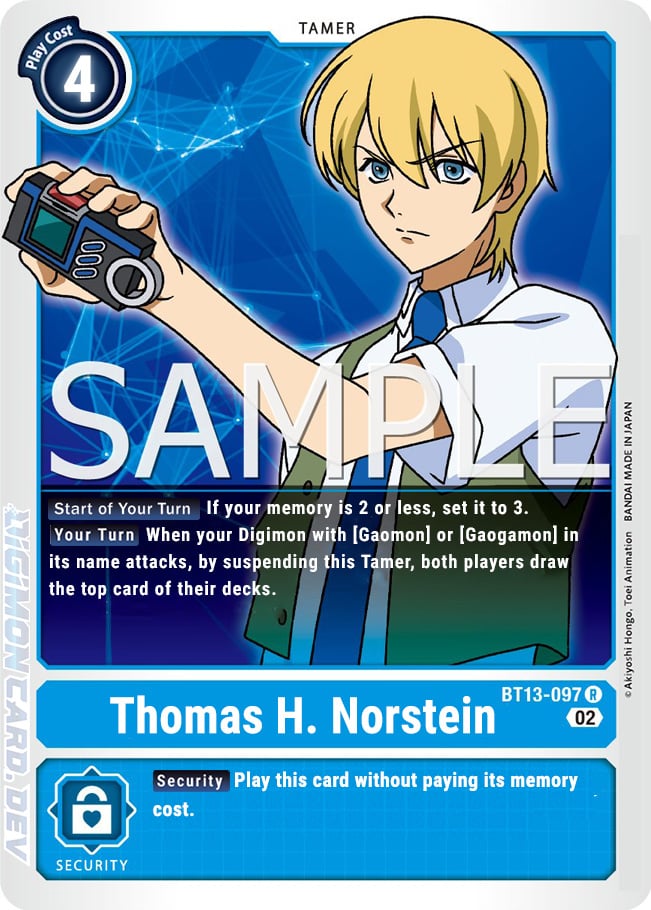 TAMER
Play Cost
4
SAMPLE
Start of Your Turn If your memory is 2 or less, set it to 3.
Your Turn When your Digimon with [Gaomon] or [Gaogamon] in
its name attacks, by suspending this Tamer, both players draw
the top card of their decks.
©Akiyoshi Hongo, Toei Animation BANDAI MADE IN JAPAN
DIGIMON CARD.DEV
BT13-097 R
Thomas H. Norstein
02
Security Play this card without paying its memory
cost.
SECURITY